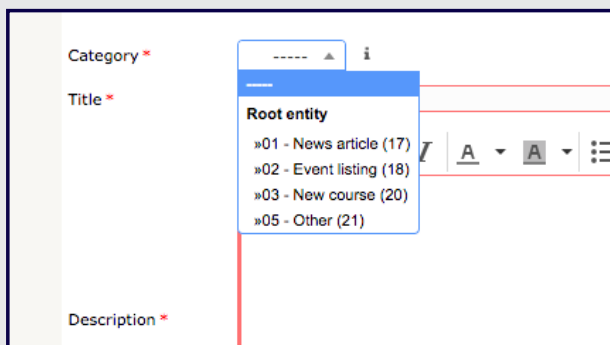 Category * ----- ▲ i
-----
Title *
Root entity
»01 - News article (17)
I A A
»02 - Event listing (18)
»03 - New course (20)
»05 - Other (21)
Description *